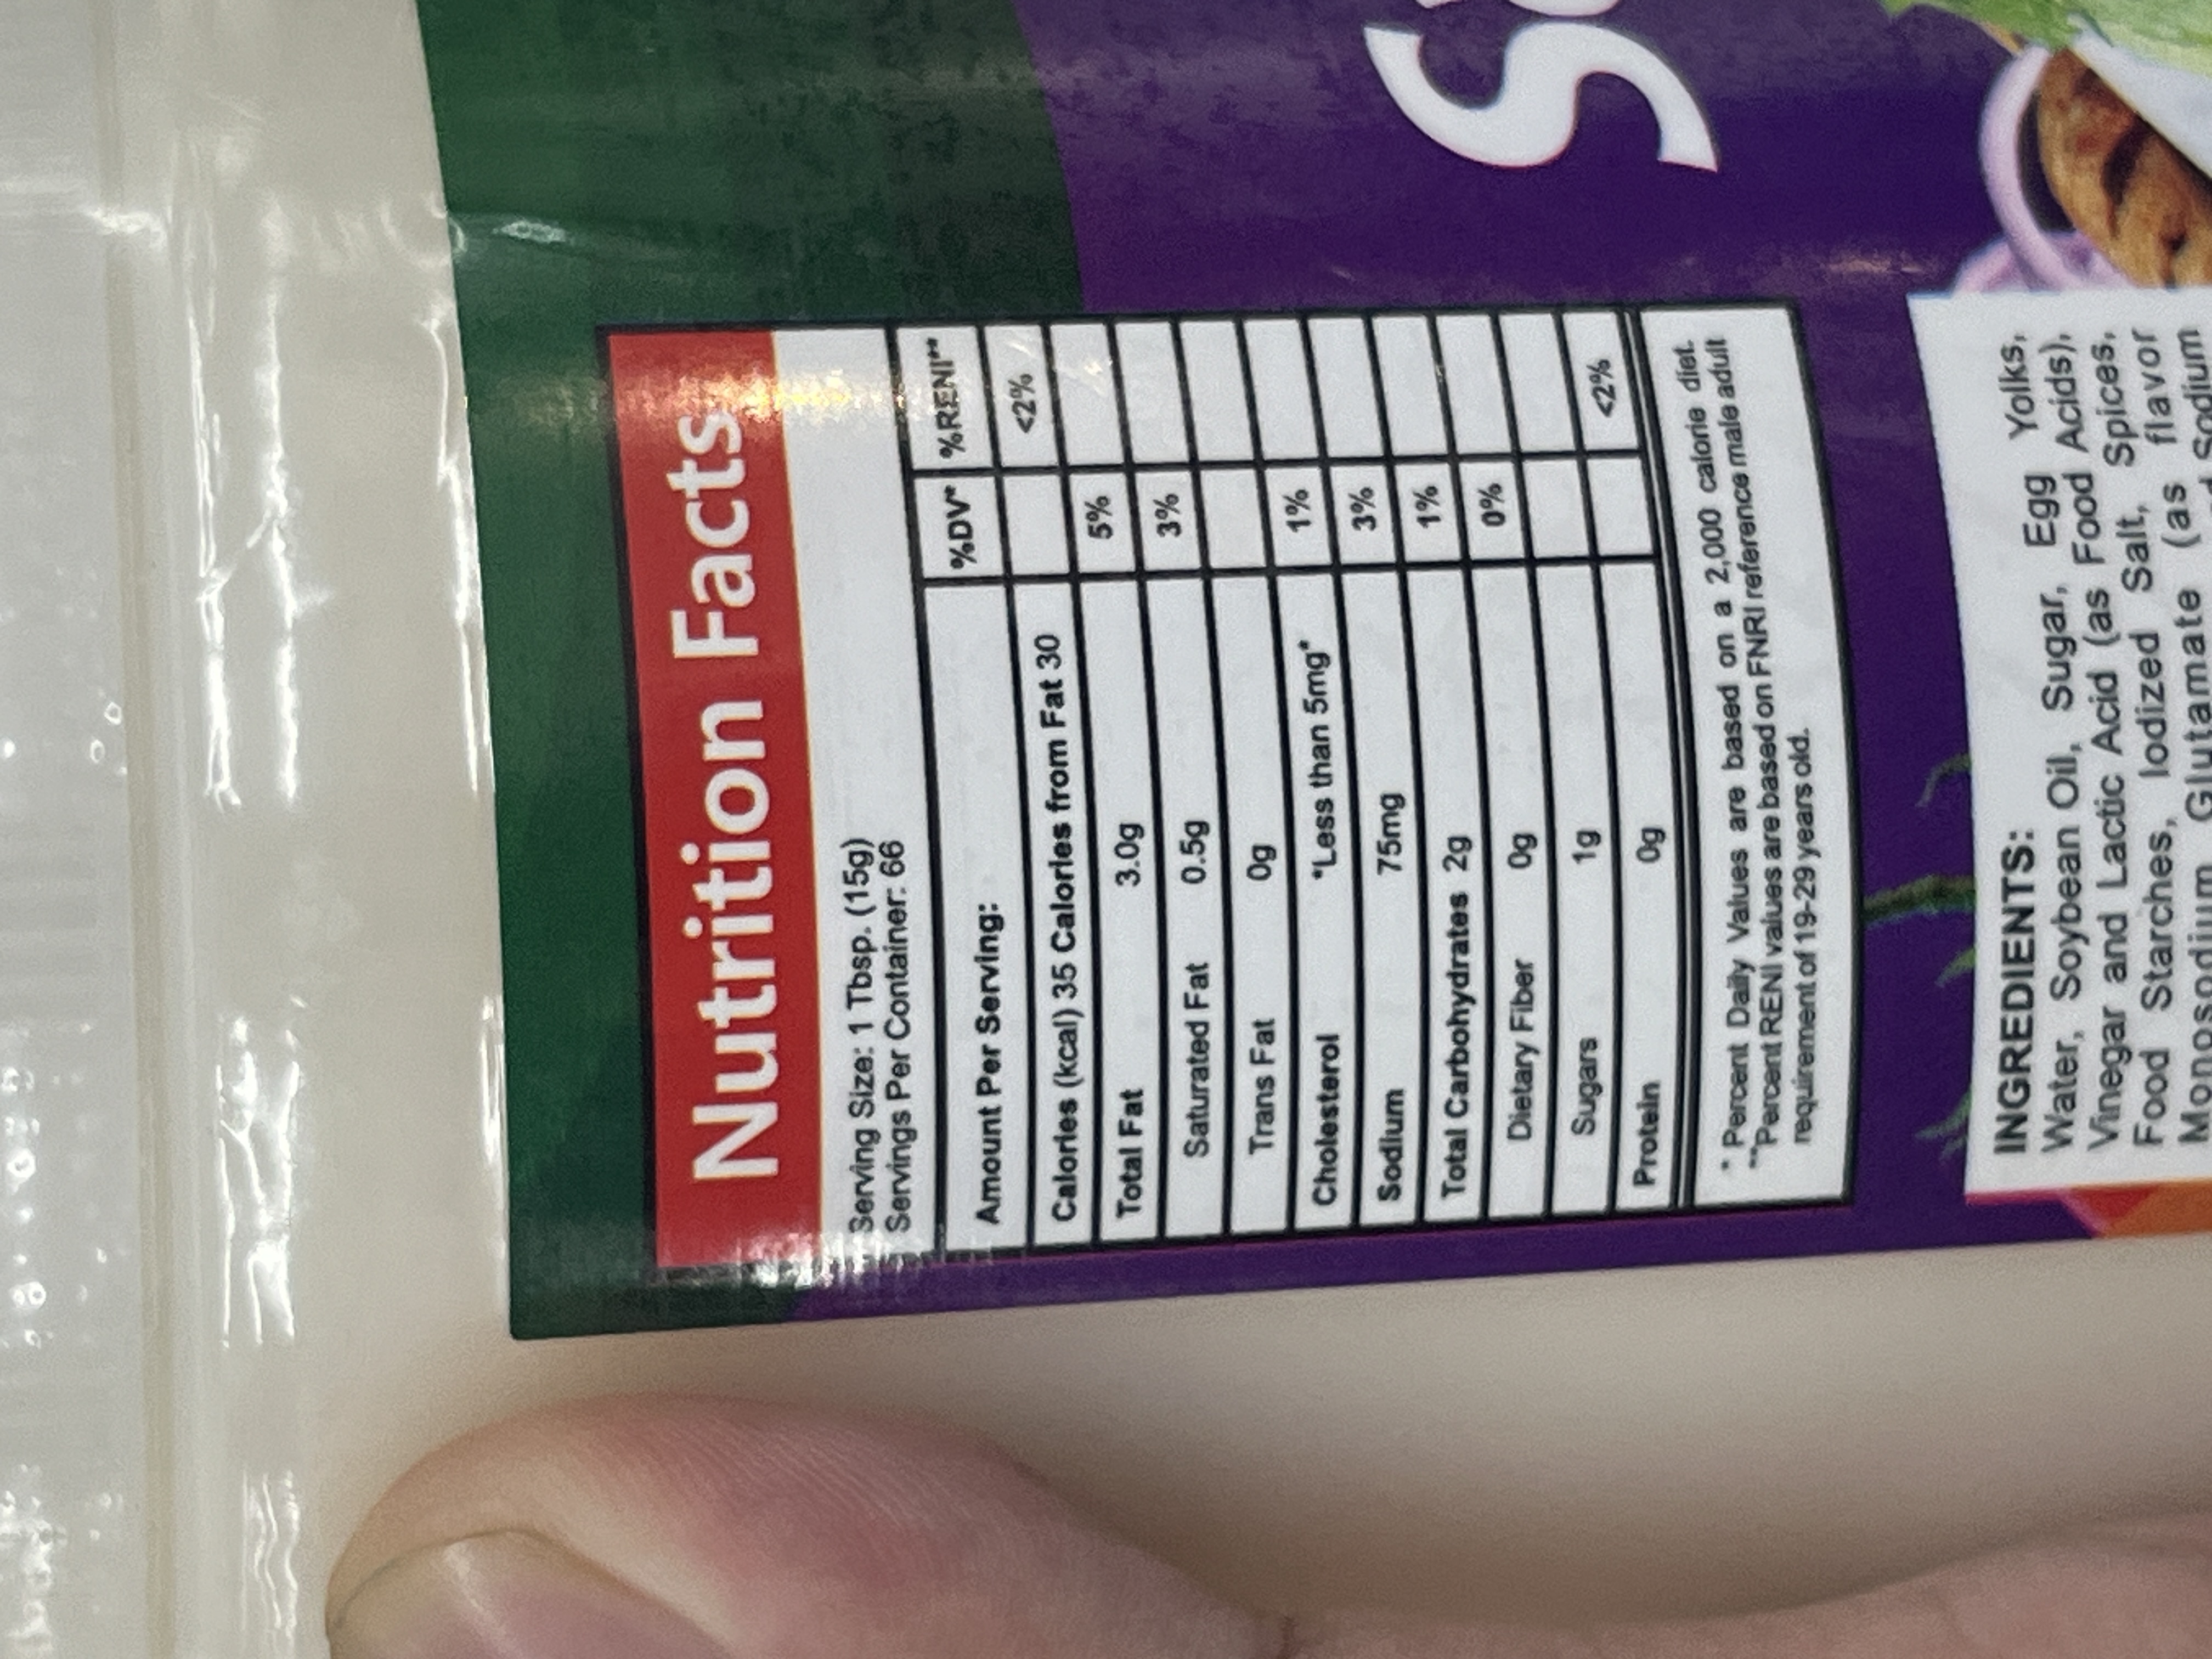 Nutrition Facts
Serving Size: 1 Tbsp. (15g)
Servings Per Container: 66
Amount Per Serving: %DV* %RENI**
Calories (kcal) 35 Calories from Fat 30 <2%
Total Fat 3.0g 5%
Saturated Fat 0.5g 3%
Trans Fat 0g
Cholesterol *Less than 5mg* 1%
Sodium 75mg 3%
Total Carbohydrates 2g 1%
Dietary Fiber 0g 0%
Sugars 1g
Protein 0g <2%
* Percent Daily Values are based on a 2,000 calorie diet.
**Percent RENI values are based on FNRI reference male adult
requirement of 19-29 years old.
INGREDIENTS:
Water, Soybean Oil, Sugar, Egg Yolks,
Vinegar and Lactic Acid (as Food Acids),
Food Starches, Iodized Salt, Spices,
Monosodium Glutamate (as flavor
Sodium
S